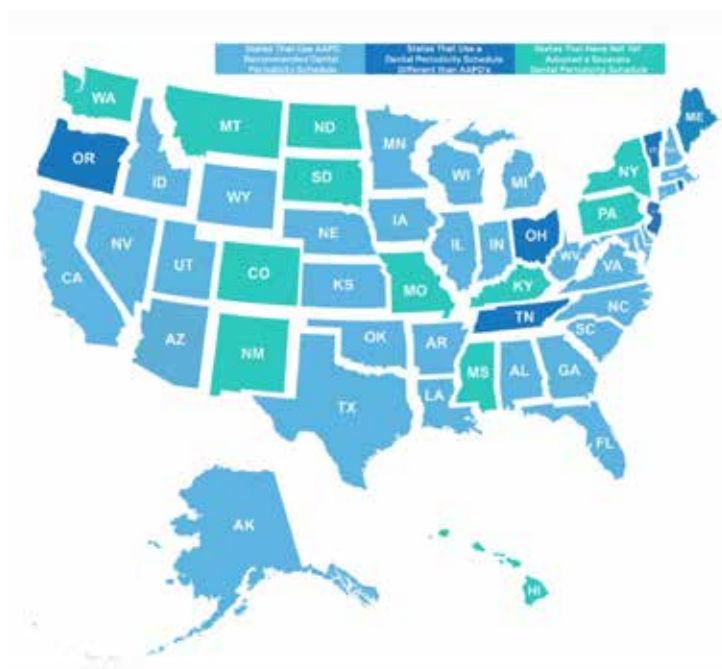 States That Use AAPD
Recommended Dental
Periodicity Schedule
States That Use a
Dental Periodicity Schedule
Different than AAPD's
States That Have Not Yet
Adopted a Separate
Dental Periodicity Schedule
WA
MT
ND
MN
ME
OR
ID
SD
WI
MI
NY
WY
PA
IA
NE
NV
UT
IL
IN
OH
WV
VA
CA
CO
KS
MO
KY
NC
TN
SC
AZ
NM
OK
AR
MS
AL
GA
TX
LA
FL
AK
HI